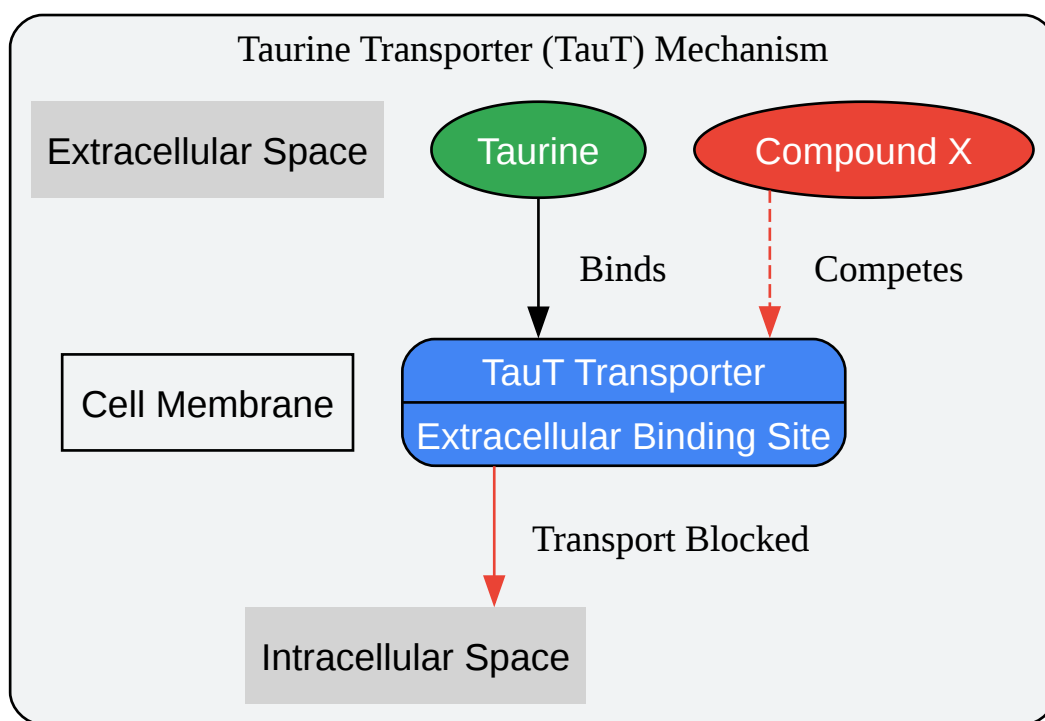 Taurine Transporter (TauT) Mechanism
Extracellular Space
Taurine
Compound X
Binds
Competes
Cell Membrane
TauT Transporter
Extracellular Binding Site
Transport Blocked
Intracellular Space